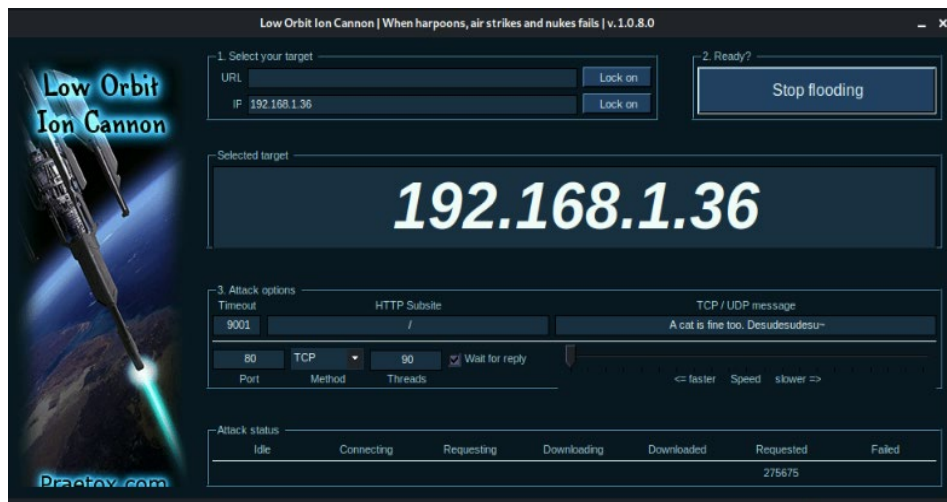 Low Orbit Ion Cannon | When harpoons, air strikes and nukes fails | v. 1.0.8.0
Low Orbit
Ion Cannon
Praetox.com
1. Select your target
URL
Lock on
IP
192.168.1.36
Lock on
2. Ready?
Stop flooding
Selected target
192.168.1.36
3. Attack options
Timeout
HTTP Subsite
TCP / UDP message
9001
/
A cat is fine too. Desudesudesu~
80
TCP
90
Wait for reply
Port
Method
Threads
<= faster
Speed
slower =>
Attack status
Idle
Connecting
Requesting
Downloading
Downloaded
Requested
Failed
275675